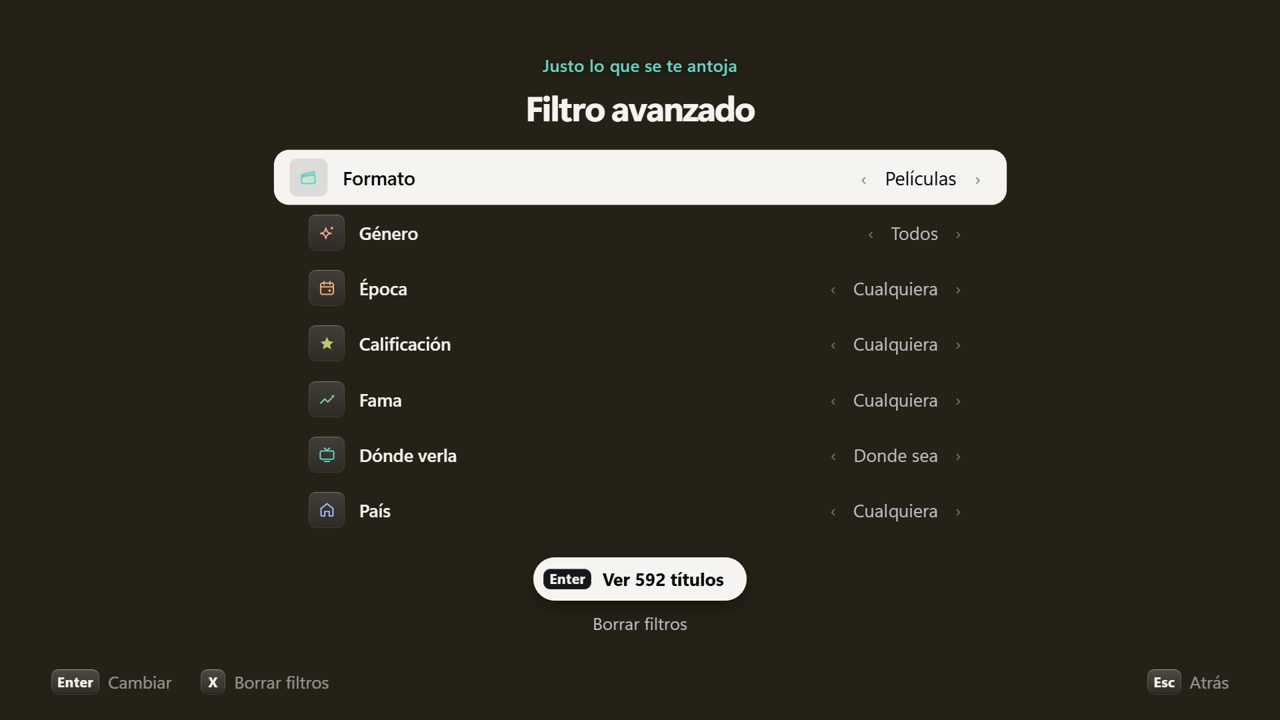 Justo lo que se te antoja
Filtro avanzado
Formato ‹ Películas ›
Género ‹ Todos ›
Época ‹ Cualquiera ›
Calificación ‹ Cualquiera ›
Fama ‹ Cualquiera ›
Dónde verla ‹ Donde sea ›
País ‹ Cualquiera ›
Enter Ver 592 títulos
Borrar filtros
Enter Cambiar X Borrar filtros Esc Atrás